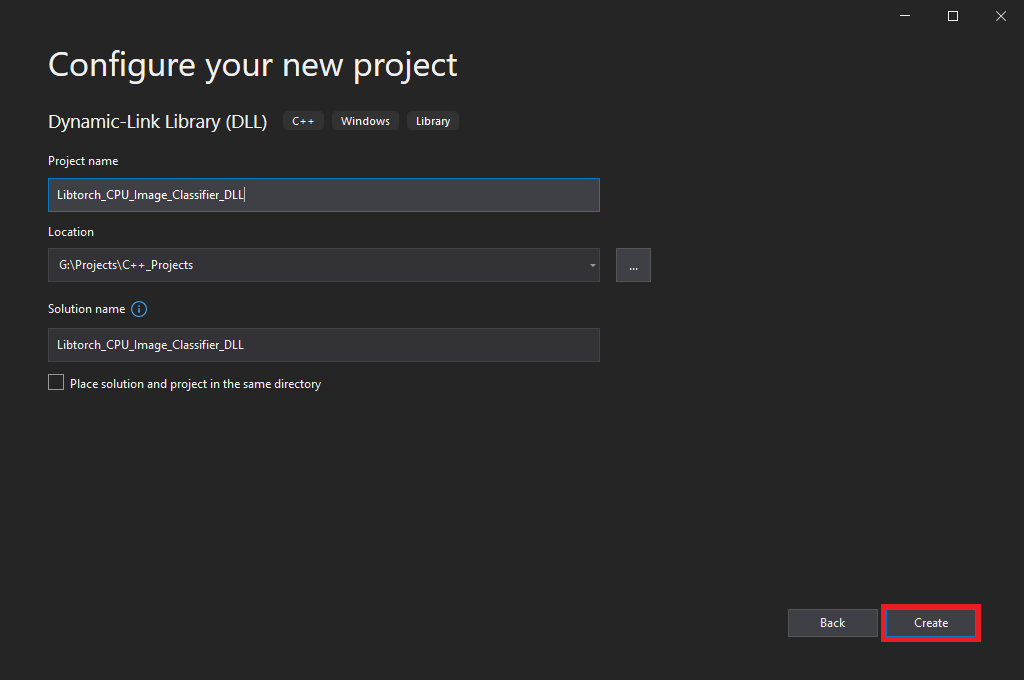 Configure your new project
Dynamic-Link Library (DLL) C++ Windows Library
Project name
Libtorch_CPU_Image_Classifier_DLL
Location
G:\Projects\C++_Projects
...
Solution name
Libtorch_CPU_Image_Classifier_DLL
Place solution and project in the same directory
Back Create